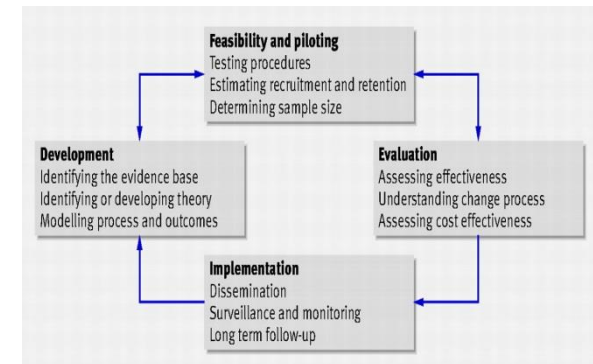 Feasibility and piloting
Testing procedures
Estimating recruitment and retention
Determining sample size
Development
Identifying the evidence base
Identifying or developing theory
Modelling process and outcomes
Evaluation
Assessing effectiveness
Understanding change process
Assessing cost effectiveness
Implementation
Dissemination
Surveillance and monitoring
Long term follow-up